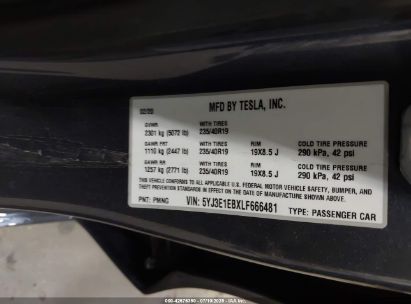 02/20 MFD BY TESLA, INC.
GVWR WITH TIRES
2301 kg (5072 lb) 235/40R19
GAWR FRT WITH TIRES RIM COLD TIRE PRESSURE
1110 kg (2447 lb) 235/40R19 19X8.5 J 290 kPa, 42 psi
GAWR RR WITH TIRES RIM COLD TIRE PRESSURE
1257 kg (2771 lb) 235/40R19 19X8.5 J 290 kPa, 42 psi
THIS VEHICLE CONFORMS TO ALL APPLICABLE U.S. FEDERAL MOTOR VEHICLE SAFETY, BUMPER, AND
THEFT PREVENTION STANDARDS IN EFFECT ON THE DATE OF MANUFACTURE SHOWN ABOVE.
PNT: PMNG VIN: 5YJ3E1EBXLF666481 TYPE: PASSENGER CAR